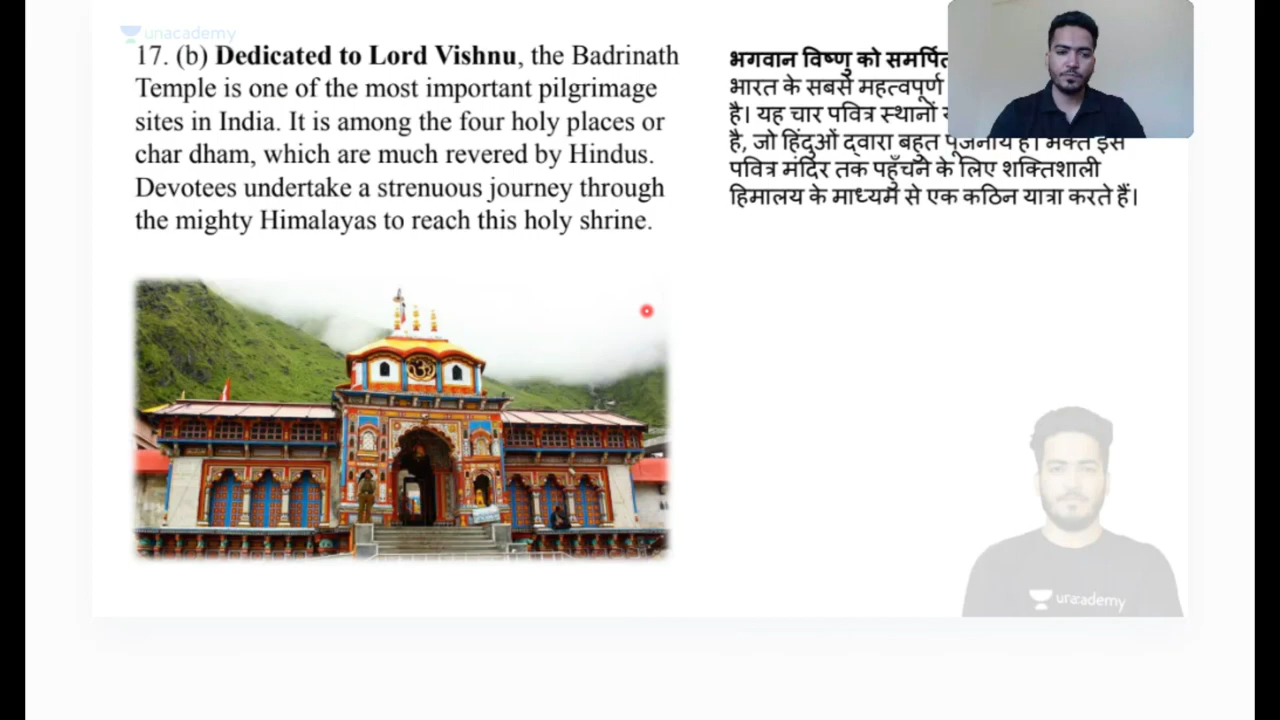 unacademy
17. (b) Dedicated to Lord Vishnu, the Badrinath
Temple is one of the most important pilgrimage
sites in India. It is among the four holy places or
char dham, which are much revered by Hindus.
Devotees undertake a strenuous journey through
the mighty Himalayas to reach this holy shrine.
भगवान विष्णु को समर्पित
भारत के सबसे महत्वपूर्ण
है। यह चार पवित्र स्थानों
है, जो हिंदुओं द्वारा बहुत पूजनीय है। भक्त इस
पवित्र मंदिर तक पहुँचने के लिए शक्तिशाली
हिमालय के माध्यम से एक कठिन यात्रा करते हैं।
unacademy